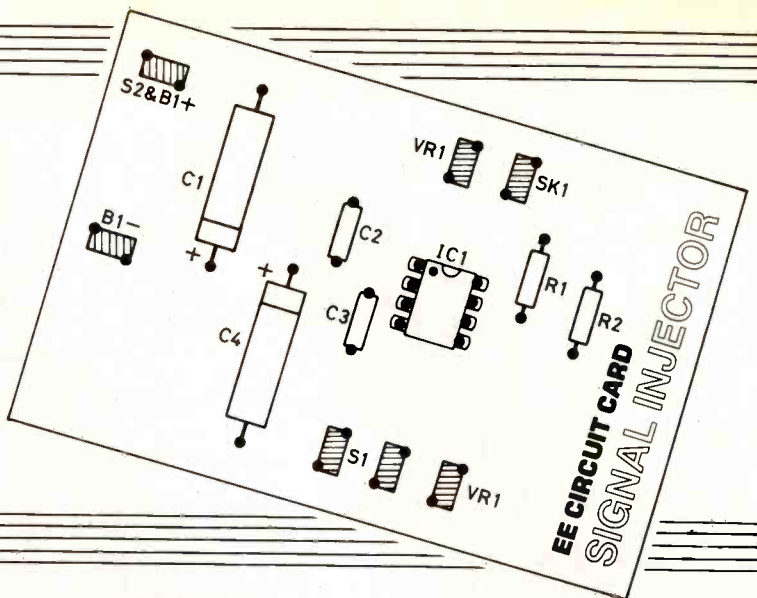 S2&B1+
C1
VR1
SK1
B1-
+
C2
IC1
+
R1
C3
R2
C4
S1
VR1
EE CIRCUIT CARD
SIGNAL INJECTOR